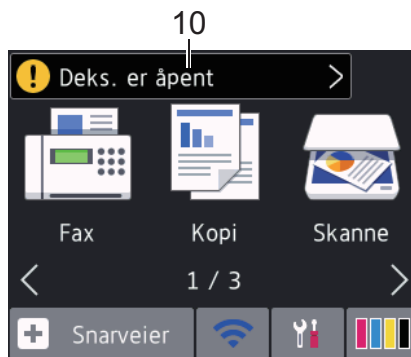 10
Deks. er åpent
Fax Kopi Skanne
1 / 3
Snarveier